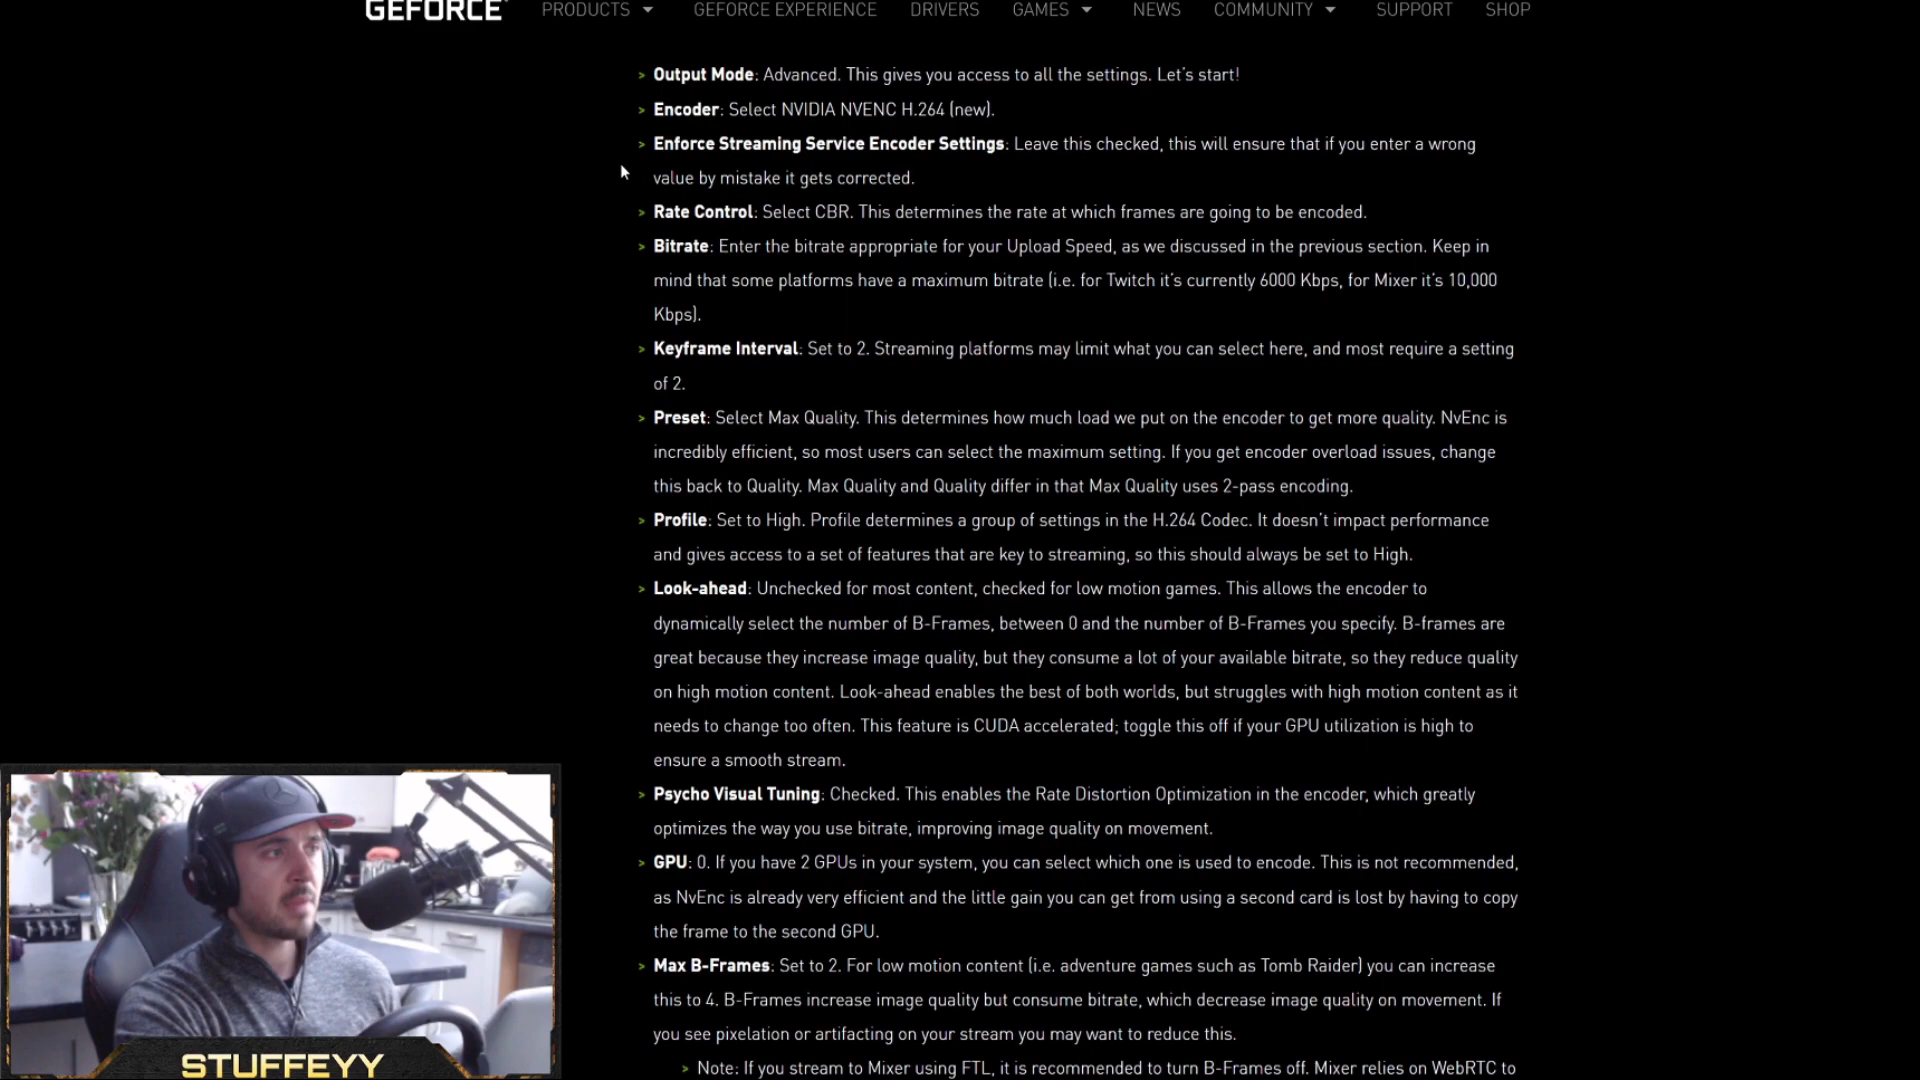 GEFORCE
PRODUCTS GEFORCE EXPERIENCE DRIVERS GAMES NEWS COMMUNITY SUPPORT SHOP
> Output Mode: Advanced. This gives you access to all the settings. Let's start!
> Encoder: Select NVIDIA NVENC H.264 (new).
> Enforce Streaming Service Encoder Settings: Leave this checked, this will ensure that if you enter a wrong
value by mistake it gets corrected.
> Rate Control: Select CBR. This determines the rate at which frames are going to be encoded.
> Bitrate: Enter the bitrate appropriate for your Upload Speed, as we discussed in the previous section. Keep in
mind that some platforms have a maximum bitrate (i.e. for Twitch it's currently 6000 Kbps, for Mixer it's 10,000
Kbps).
> Keyframe Interval: Set to 2. Streaming platforms may limit what you can select here, and most require a setting
of 2.
> Preset: Select Max Quality. This determines how much load we put on the encoder to get more quality. NvEnc is
incredibly efficient, so most users can select the maximum setting. If you get encoder overload issues, change
this back to Quality. Max Quality and Quality differ in that Max Quality uses 2-pass encoding.
> Profile: Set to High. Profile determines a group of settings in the H.264 Codec. It doesn't impact performance
and gives access to a set of features that are key to streaming, so this should always be set to High.
> Look-ahead: Unchecked for most content, checked for low motion games. This allows the encoder to
dynamically select the number of B-Frames, between 0 and the number of B-Frames you specify. B-frames are
great because they increase image quality, but they consume a lot of your available bitrate, so they reduce quality
on high motion content. Look-ahead enables the best of both worlds, but struggles with high motion content as it
needs to change too often. This feature is CUDA accelerated; toggle this off if your GPU utilization is high to
ensure a smooth stream.
> Psycho Visual Tuning: Checked. This enables the Rate Distortion Optimization in the encoder, which greatly
optimizes the way you use bitrate, improving image quality on movement.
> GPU: 0. If you have 2 GPUs in your system, you can select which one is used to encode. This is not recommended,
as NvEnc is already very efficient and the little gain you can get from using a second card is lost by having to copy
the frame to the second GPU.
> Max B-Frames: Set to 2. For low motion content (i.e. adventure games such as Tomb Raider) you can increase
this to 4. B-Frames increase image quality but consume bitrate, which decrease image quality on movement. If
you see pixelation or artifacting on your stream you may want to reduce this.
> Note: If you stream to Mixer using FTL, it is recommended to turn B-Frames off. Mixer relies on WebRTC to
STUFFEYY